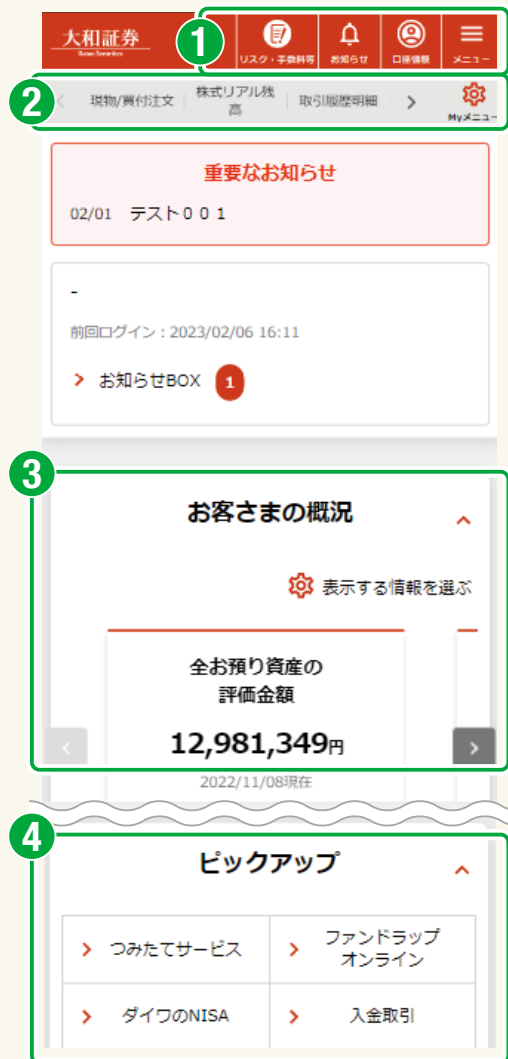 大和証券
Daiwa Securities
1
リスク・手数料等
お知らせ
口座情報
メニュー
2
現物/買付注文
株式リアル残
高
取引履歴明細
Myメニュー
重要なお知らせ
02/01 テスト００１
-
前回ログイン：2023/02/06 16:11
お知らせBOX 1
3
お客さまの概況
表示する情報を選ぶ
全お預り資産の
評価金額
12,981,349円
2022/11/08現在
4
ピックアップ
つみたてサービス
ファンドラップ
オンライン
ダイワのNISA
入金取引